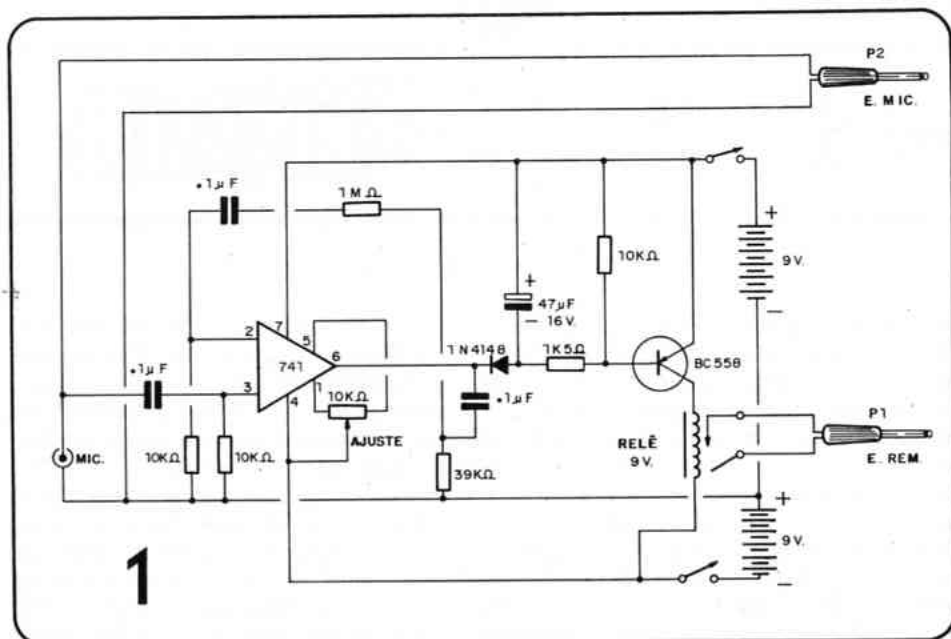 P2
E. MIC.
.1µF
1MΩ
+
10KΩ
+
9V.
47µF
- 16V.
-
2
7
5
741
6
1N4148
1K5Ω
BC558
.1µF
3
4
1
10KΩ
.1µF
AJUSTE
P1
MIC.
10KΩ
10KΩ
39KΩ
RELÊ
9V.
E. REM.
+
9V.
-
1